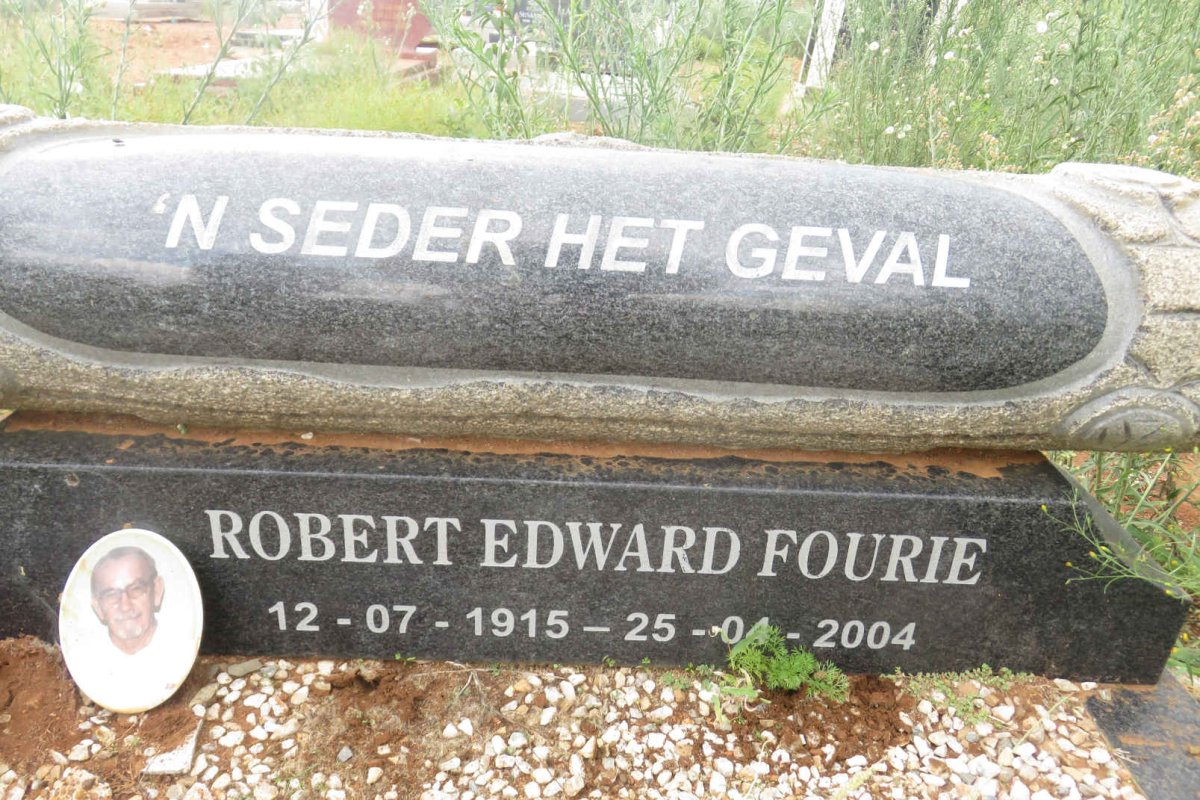 'N SEDER HET GEVAL
ROBERT EDWARD FOURIE
12 - 07 - 1915 – 25 - 04 - 2004